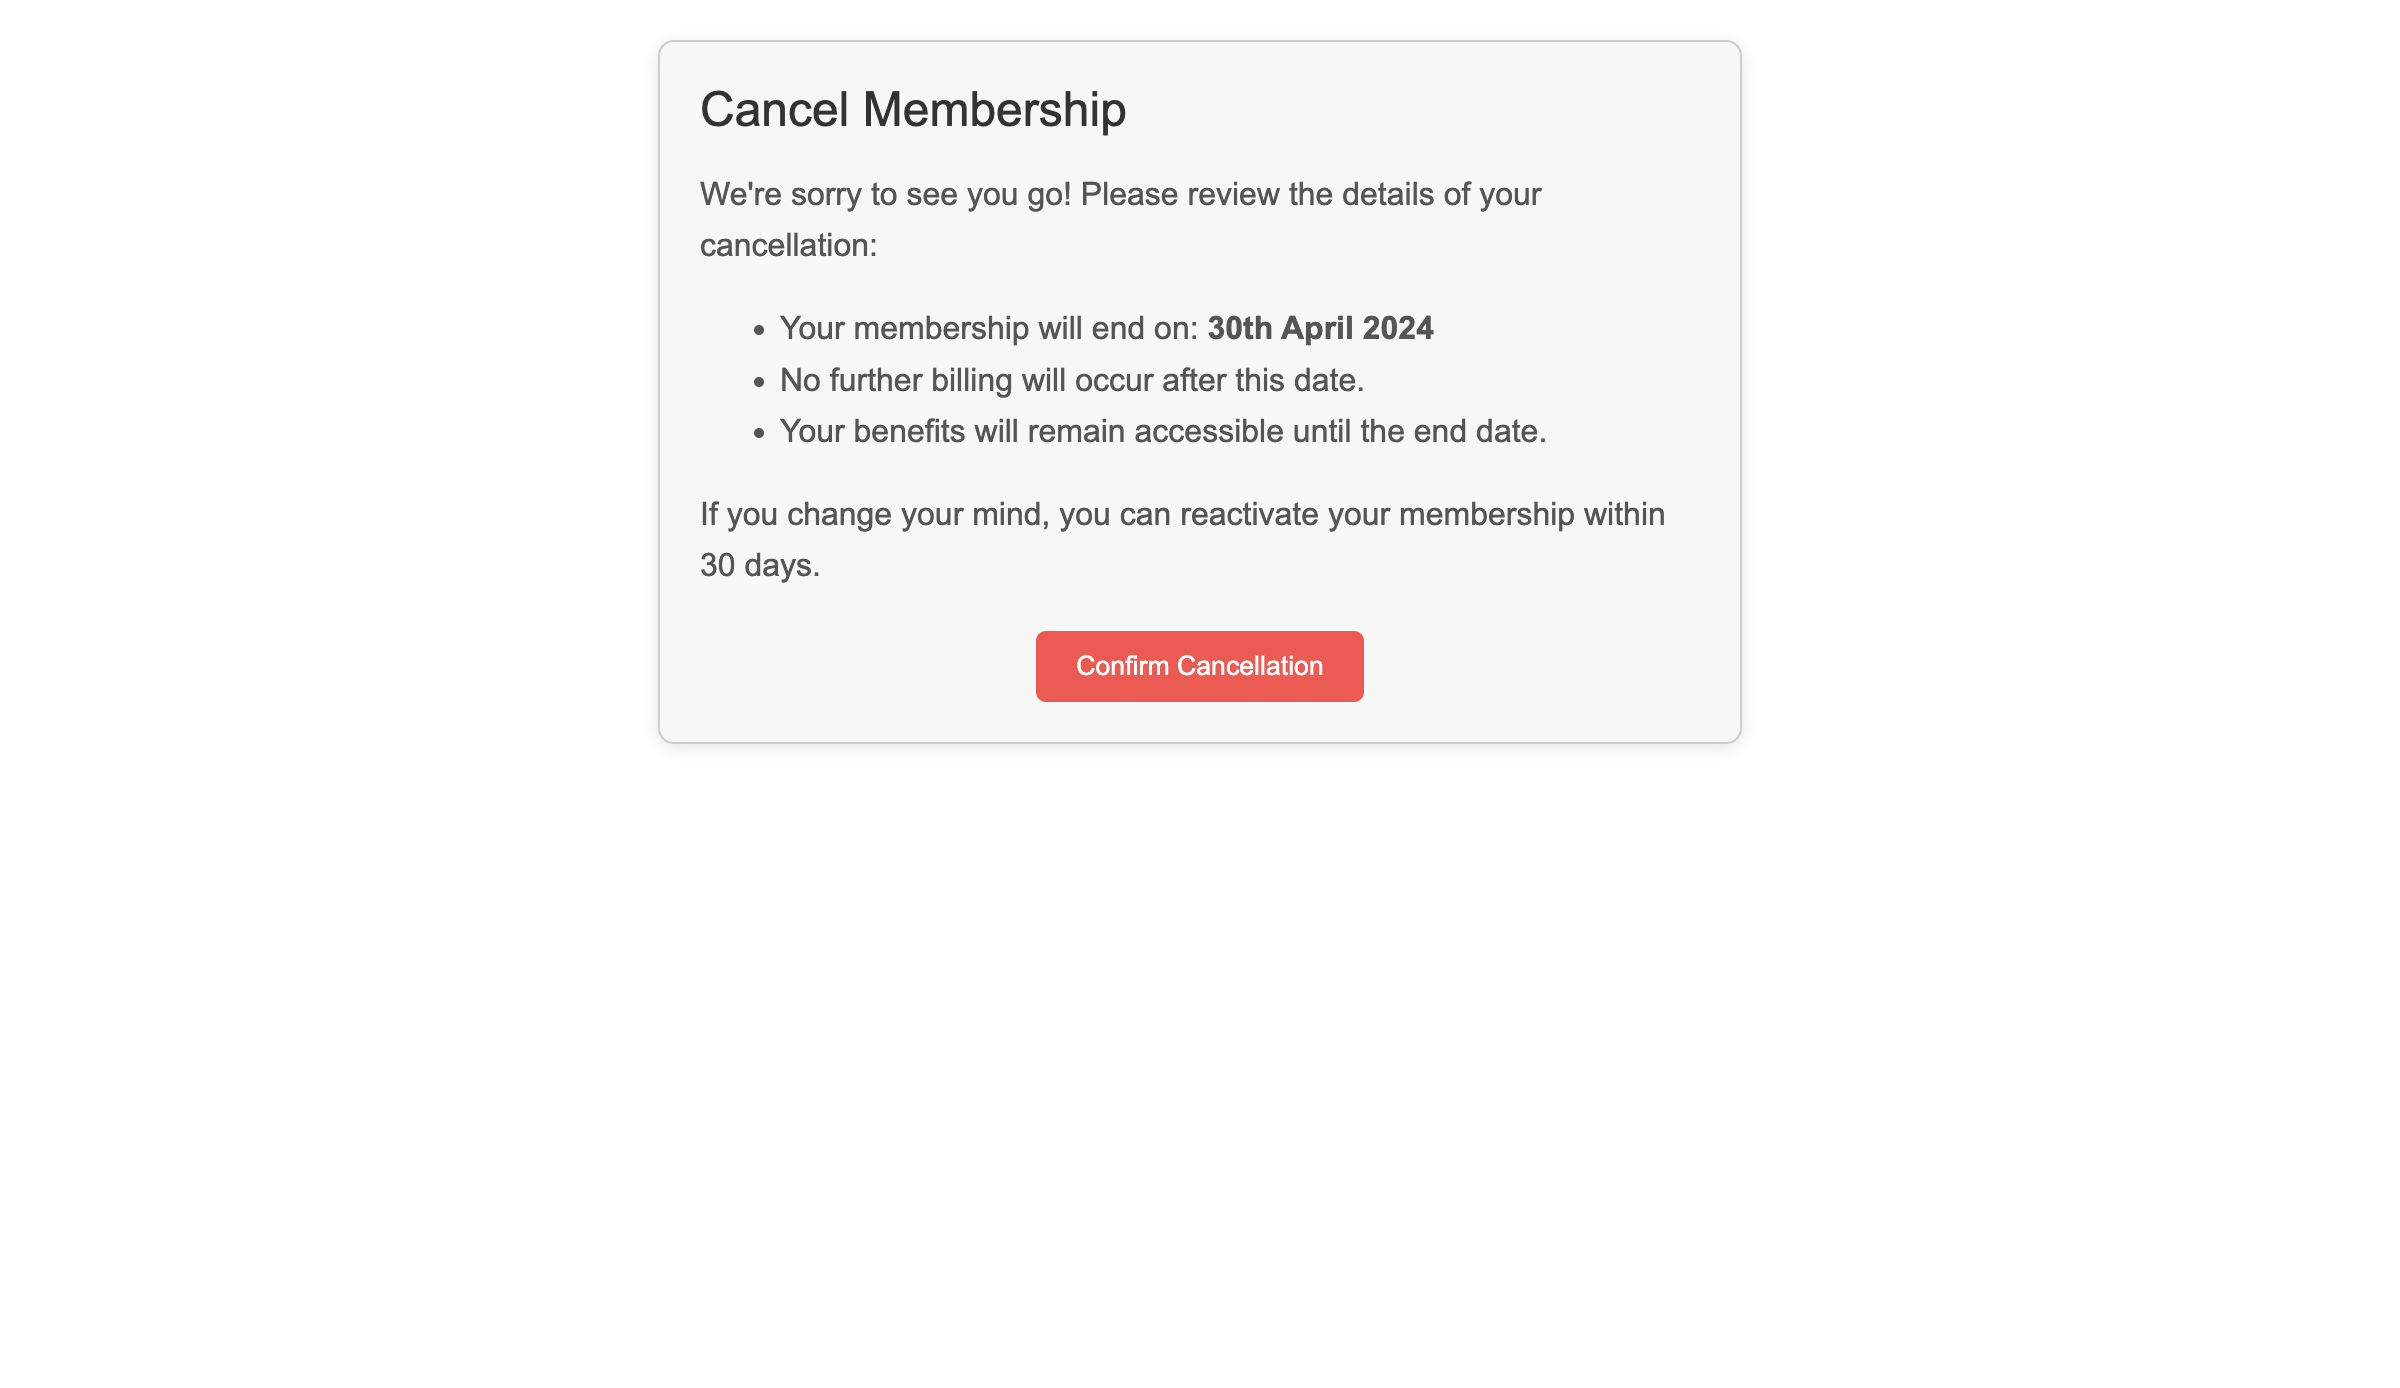 Cancel Membership
We're sorry to see you go! Please review the details of your
cancellation:
• Your membership will end on: 30th April 2024
• No further billing will occur after this date.
• Your benefits will remain accessible until the end date.
If you change your mind, you can reactivate your membership within
30 days.
Confirm Cancellation